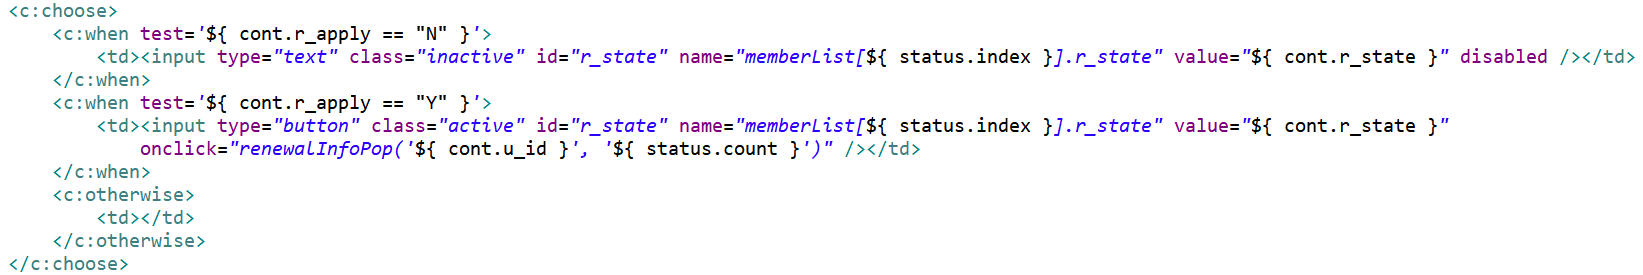 <c:choose>
    <c:when test='${ cont.r_apply == "N" }'>
        <td><input type="text" class="inactive" id="r_state" name="memberList[${ status.index }].r_state" value="${ cont.r_state }" disabled /></td>
    </c:when>
    <c:when test='${ cont.r_apply == "Y" }'>
        <td><input type="button" class="active" id="r_state" name="memberList[${ status.index }].r_state" value="${ cont.r_state }"
            onclick="renewalInfoPop('${ cont.u_id }', '${ status.count }')" /></td>
    </c:when>
    <c:otherwise>
        <td></td>
    </c:otherwise>
</c:choose>